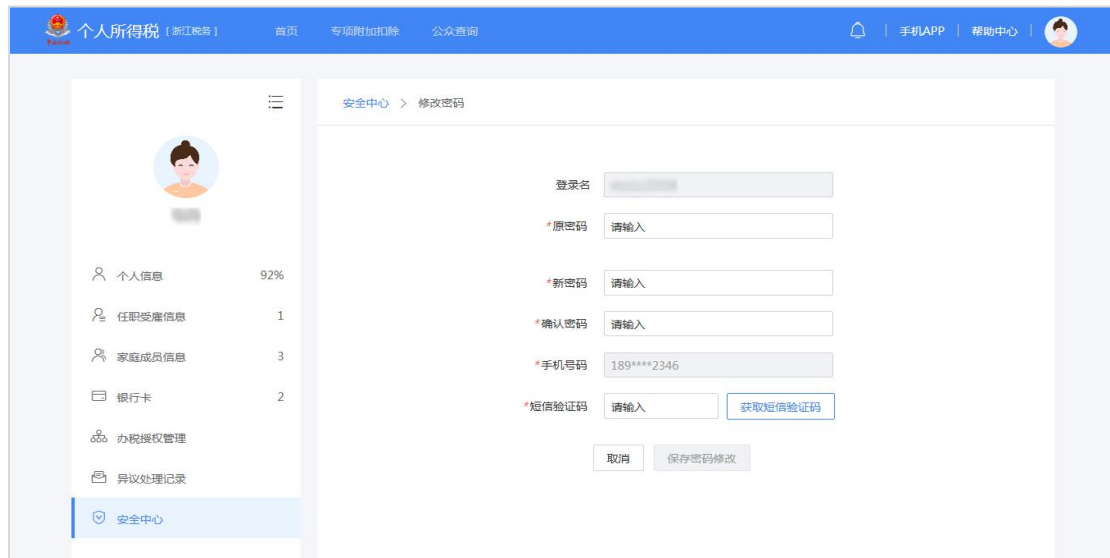 个人所得税 [ 浙江税务 ] 首页 专项附加扣除 公众查询 手机APP 帮助中心
安全中心 > 修改密码
登录名
*原密码 请输入
*新密码 请输入
*确认密码 请输入
*手机号码 189****2346
*短信验证码 请输入 获取短信验证码
取消 保存密码修改
个人信息 92%
任职受雇信息 1
家庭成员信息 3
银行卡 2
办税授权管理
异议处理记录
安全中心